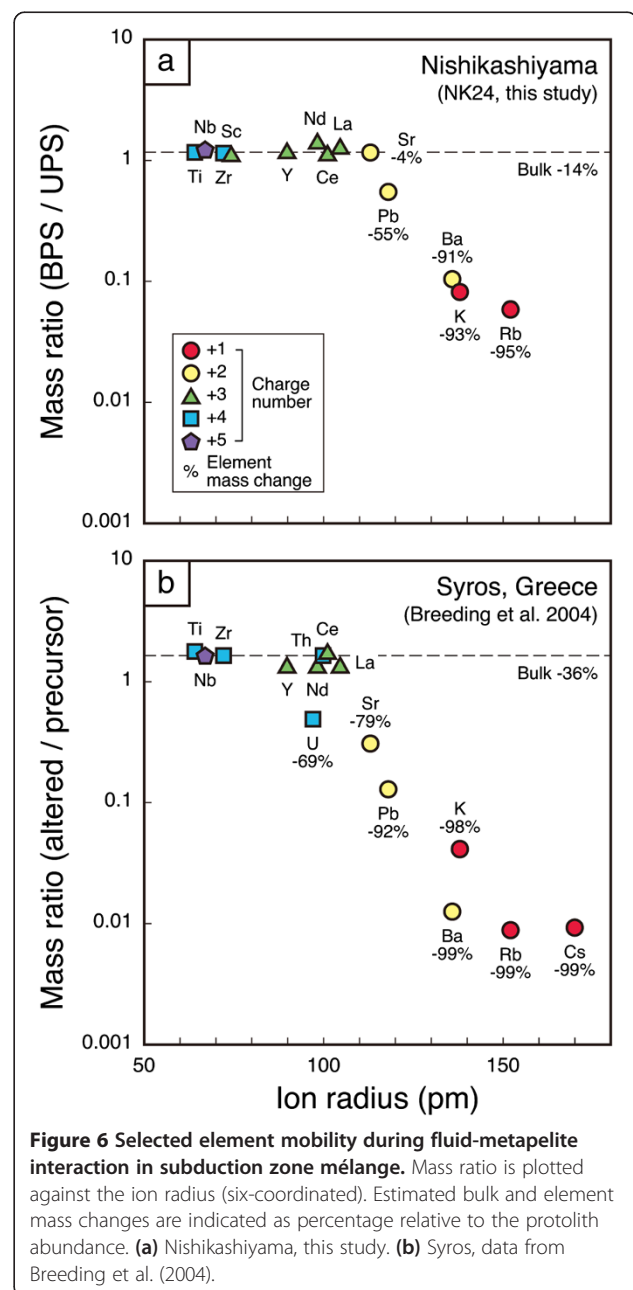 10
a
Nishikashiyama
(NK24, this study)
Nb Sc Nd La
Sr
-4%
1
Ti Zr Y Ce
Bulk -14%
Pb
-55%
Ba
-91%
0.1
K
-93%
Rb
-95%
+1
+2
+3 Charge
+4 number
+5
% Element
mass change
0.01
0.001
Mass ratio (BPS / UPS)
10
b
Syros, Greece
(Breeding et al. 2004)
Ti Zr Th Ce
1
Nb Y Nd La
Bulk -36%
Sr
-79%
U
-69%
Pb
-92%
0.1
K
-98%
0.01
Ba
-99%
Rb
-99%
Cs
-99%
0.001
Mass ratio (altered / precursor)
50 100 150
Ion radius (pm)
Figure 6 Selected element mobility during fluid-metapelite
interaction in subduction zone mélange. Mass ratio is plotted
against the ion radius (six-coordinated). Estimated bulk and element
mass changes are indicated as percentage relative to the protolith
abundance. (a) Nishikashiyama, this study. (b) Syros, data from
Breeding et al. (2004).